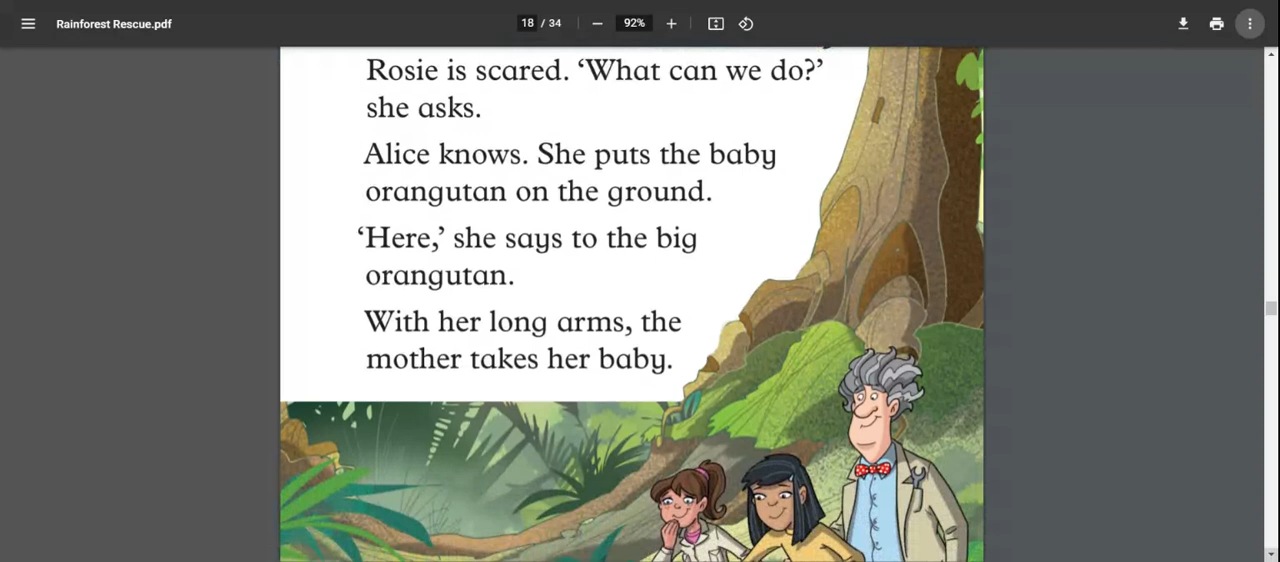 Rainforest Rescue.pdf
18 / 34
92%
Rosie is scared. ‘What can we do?’
she asks.
Alice knows. She puts the baby
orangutan on the ground.
‘Here,’ she says to the big
orangutan.
With her long arms, the
mother takes her baby.